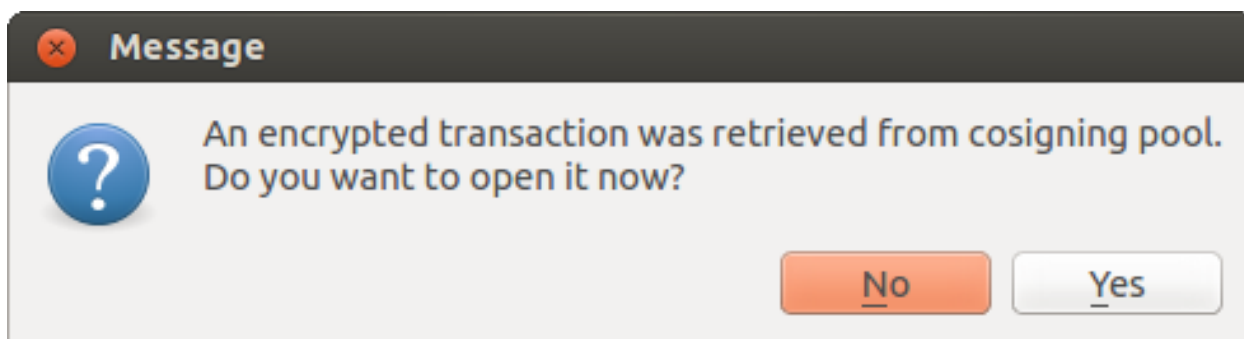 Message
An encrypted transaction was retrieved from cosigning pool.
Do you want to open it now?
No Yes